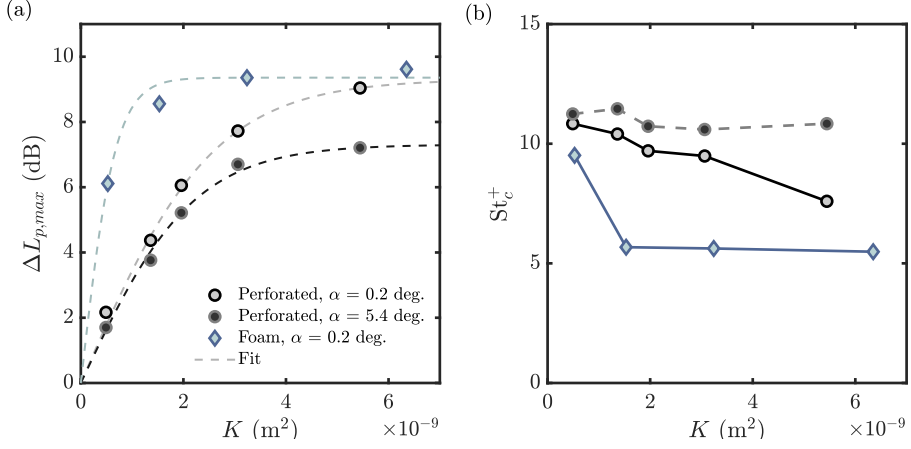 (a)
10
8
6
4
2
0
ΔL_{p,max} (dB)
0 2 4 6
K (m²) ×10⁻⁹
Perforated, α = 0.2 deg.
Perforated, α = 5.4 deg.
Foam, α = 0.2 deg.
Fit
(b)
15
10
5
0
St_c^+
0 2 4 6
K (m²) ×10⁻⁹